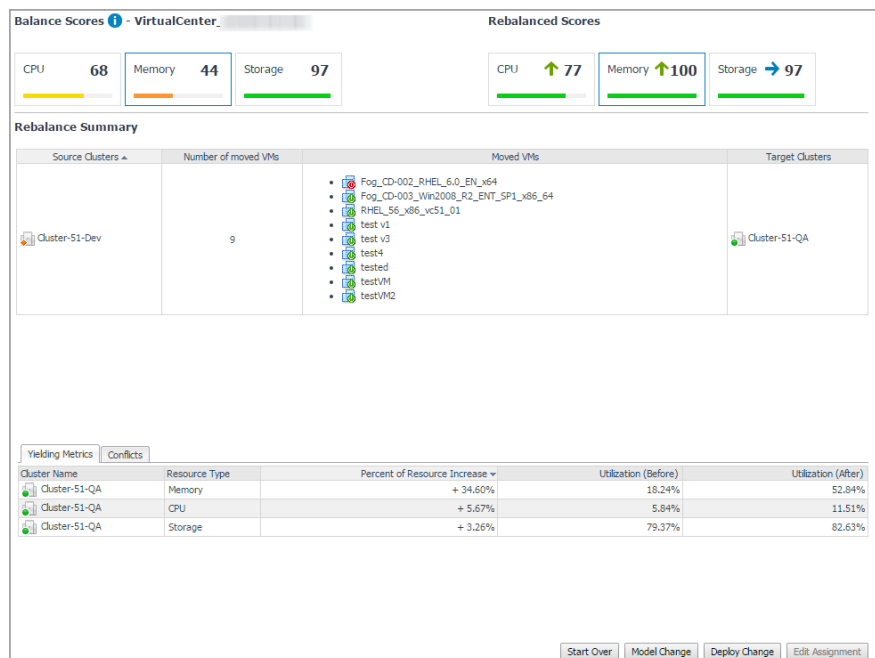 Balance Scores i - VirtualCenter_
Rebalanced Scores
CPU 68
Memory 44
Storage 97
CPU 77
Memory 100
Storage 97
Rebalance Summary
Source Clusters Number of moved VMs Moved VMs Target Clusters
Cluster-51-Dev 9 Cluster-51-QA
Fog_CD-002_RHEL_6.0_EN_x64
Fog_CD-003_Win2008_R2_ENT_SP1_x86_64
RHEL_56_x86_vc51_01
test v1
test v3
test4
tested
testVM
testVM2
Yielding Metrics Conflicts
Cluster Name Resource Type Percent of Resource Increase Utilization (Before) Utilization (After)
Cluster-51-QA Memory + 34.60% 18.24% 52.84%
Cluster-51-QA CPU + 5.67% 5.84% 11.51%
Cluster-51-QA Storage + 3.26% 79.37% 82.63%
Start Over Model Change Deploy Change Edit Assignment